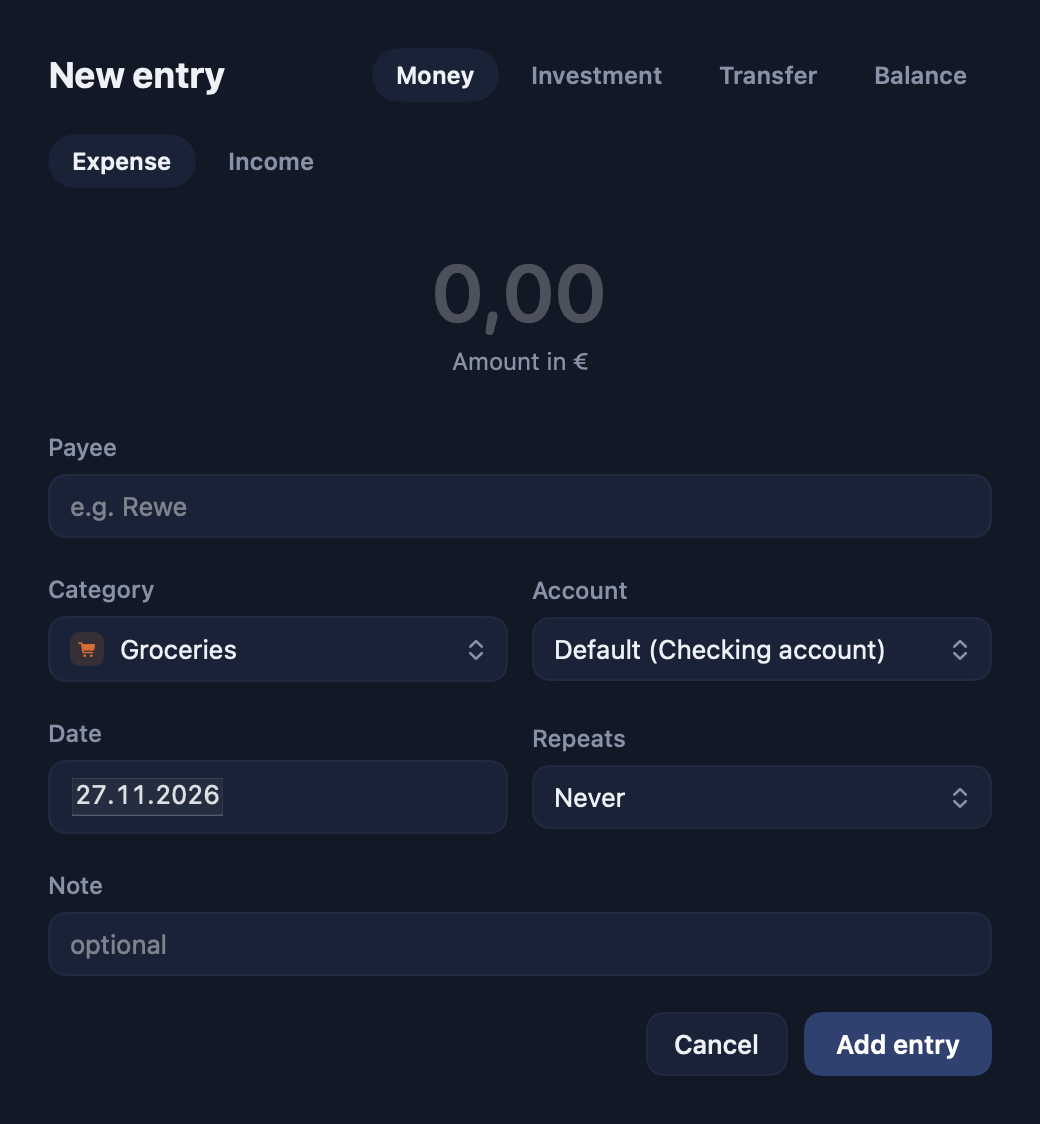 New entry Money Investment Transfer Balance
Expense Income
0,00
Amount in €
Payee
e.g. Rewe
Category Account
Groceries Default (Checking account)
Date Repeats
27.11.2026 Never
Note
optional
Cancel Add entry